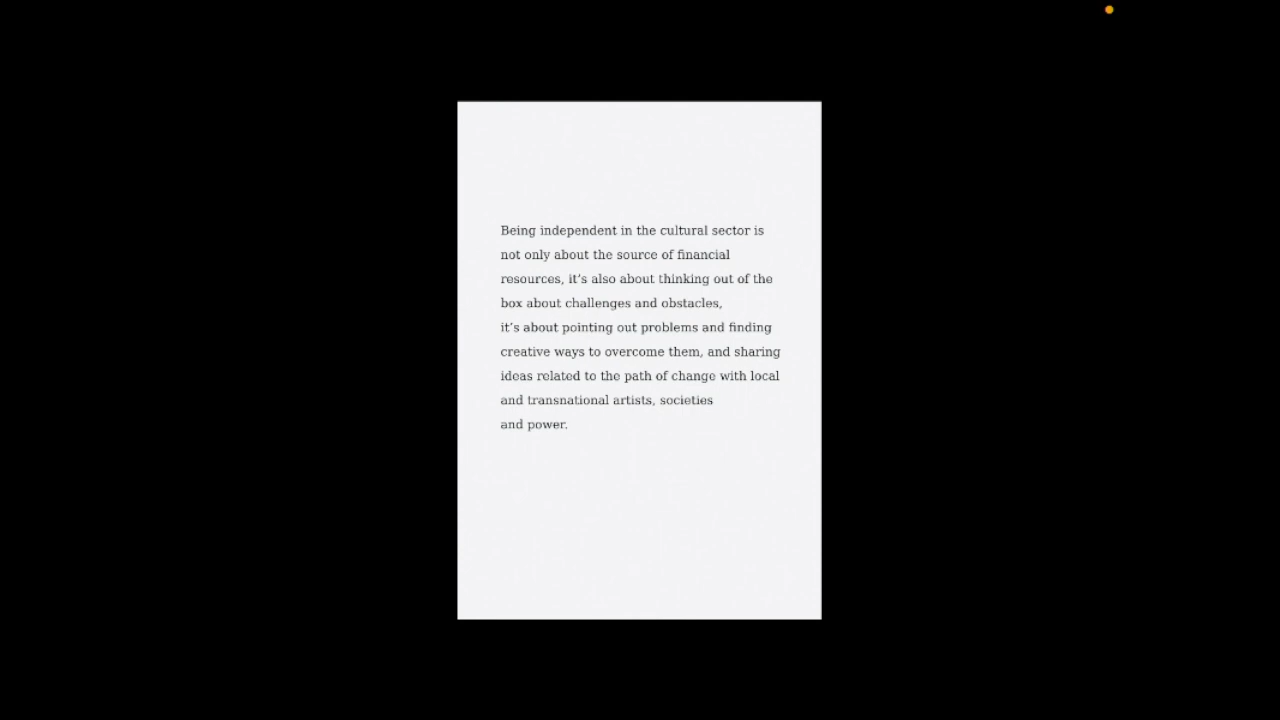 Being independent in the cultural sector is
not only about the source of financial
resources, it’s also about thinking out of the
box about challenges and obstacles,
it’s about pointing out problems and finding
creative ways to overcome them, and sharing
ideas related to the path of change with local
and transnational artists, societies
and power.